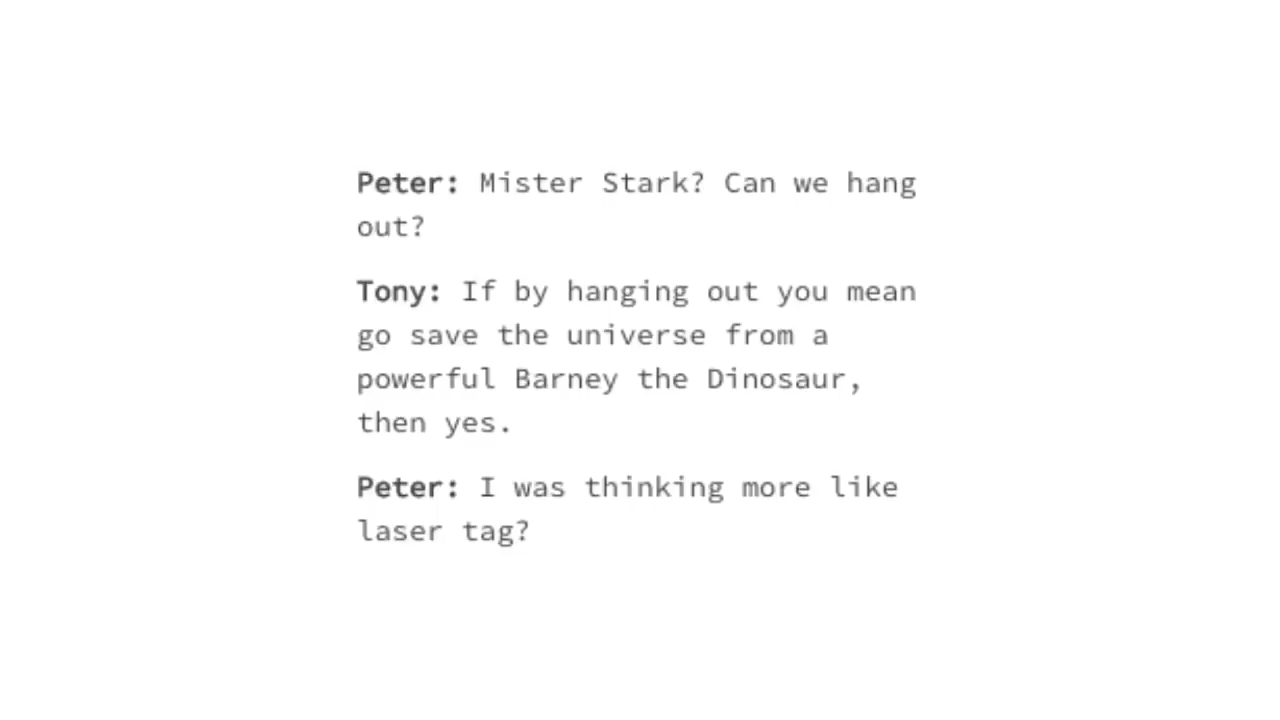 Peter: Mister Stark? Can we hang
out?
Tony: If by hanging out you mean
go save the universe from a
powerful Barney the Dinosaur,
then yes.
Peter: I was thinking more like
laser tag?